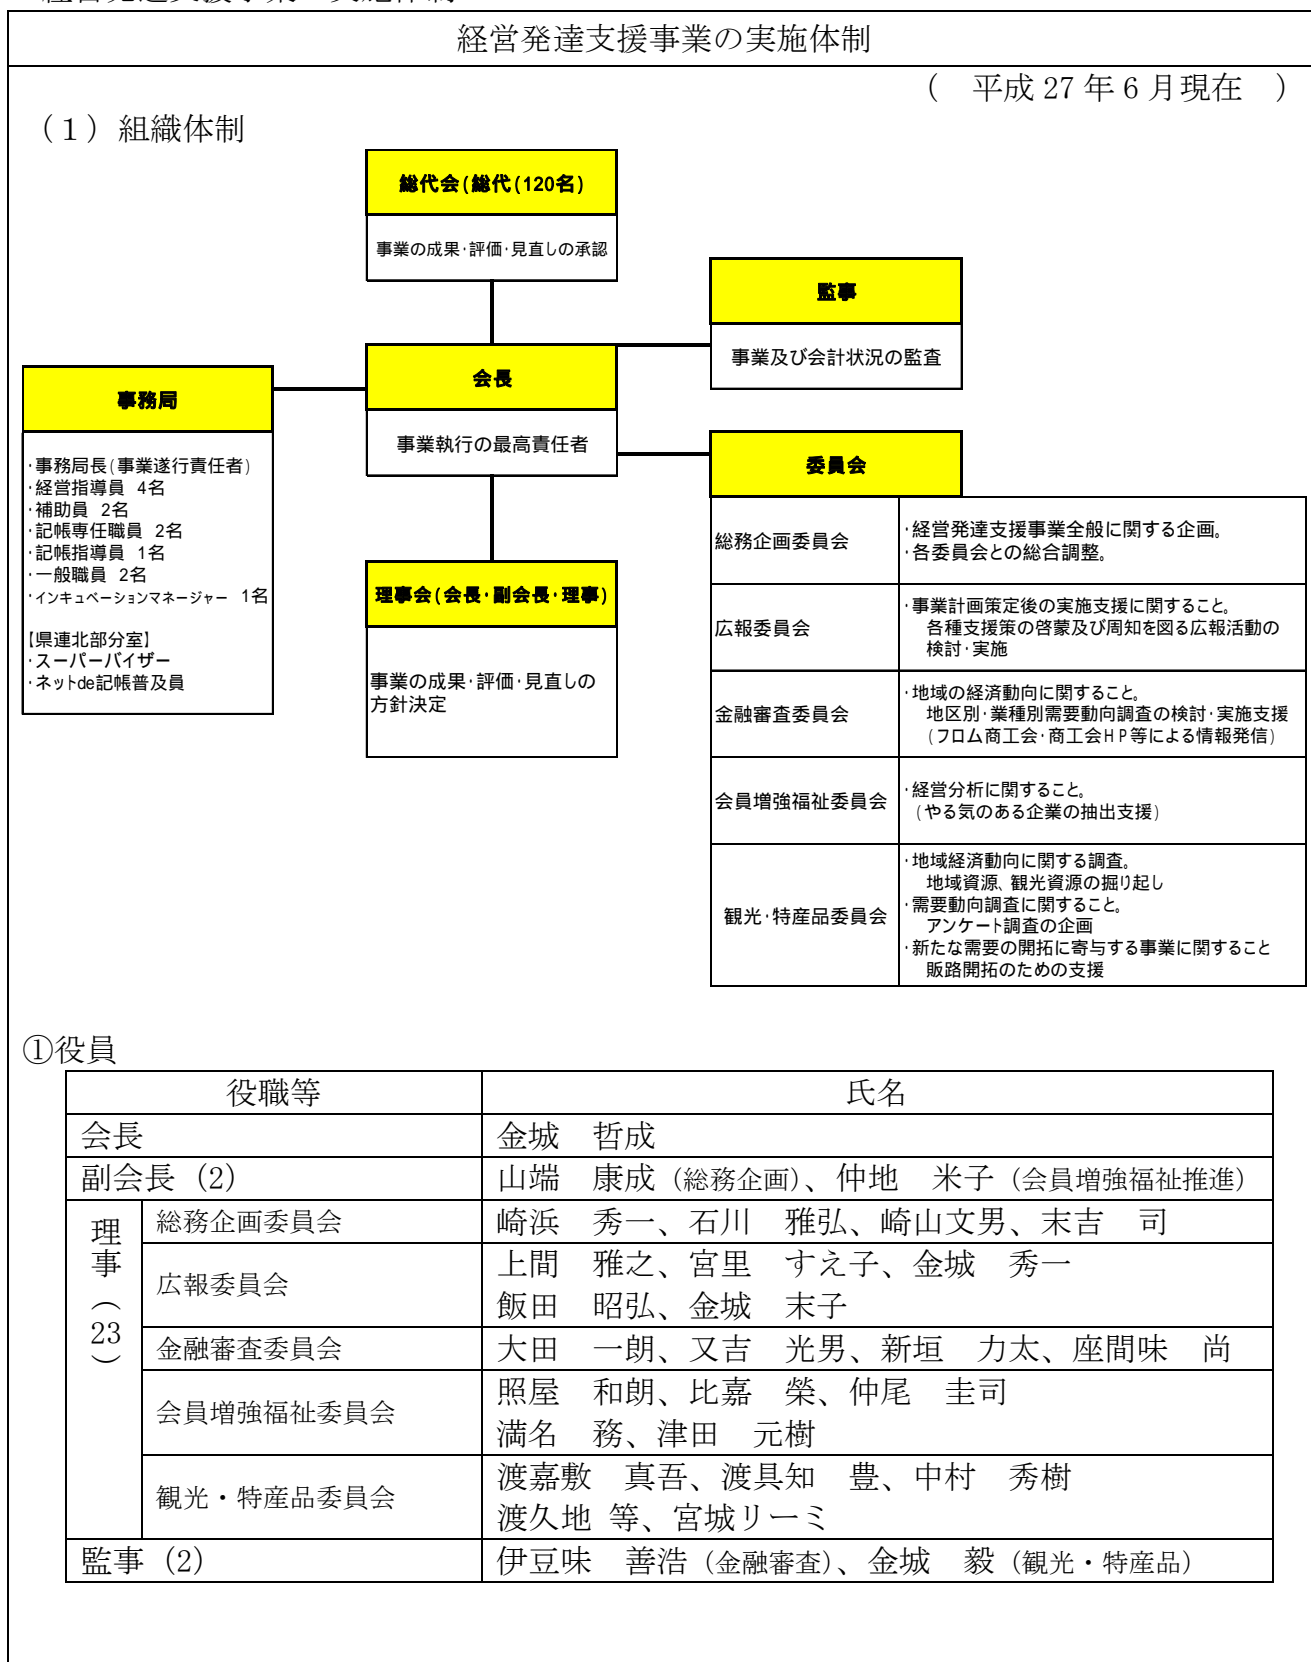 経営発達支援事業の実施体制
（　平成 27 年 6 月現在　）
（１）組織体制
総代会(総代(120名)
事業の成果･評価･見直しの承認
監事
事業及び会計状況の監査
会長
事業執行の最高責任者
事務局
･事務局長(事業遂行責任者)
･経営指導員 4名
･補助員 2名
･記帳専任職員 2名
･記帳指導員 1名
･一般職員 2名
･インキュベーションマネージャー 1名
【県連北部分室】
･スーパーバイザー
･ネットde記帳普及員
理事会(会長･副会長･理事)
事業の成果･評価･見直しの
方針決定
委員会
総務企画委員会
･経営発達支援事業全般に関する企画。
･各委員会との総合調整。
広報委員会
･事業計画策定後の実施支援に関すること。
各種支援策の啓蒙及び周知を図る広報活動の
検討･実施
金融審査委員会
･地域の経済動向に関すること。
地区別･業種別需要動向調査の検討･実施支援
(フロム商工会･商工会HP等による情報発信)
会員増強福祉委員会
･経営分析に関すること。
(やる気のある企業の抽出支援)
観光･特産品委員会
･地域経済動向に関する調査。
地域資源、観光資源の掘り起し
･需要動向調査に関すること。
アンケート調査の企画
･新たな需要の開拓に寄与する事業に関すること
販路開拓のための支援
①役員
役職等　氏名
会長　金城　哲成
副会長（2）　山端　康成（総務企画）、仲地　米子（会員増強福祉推進）
理事（23）
総務企画委員会　崎浜　秀一、石川　雅弘、崎山文男、末吉　司
広報委員会　上間　雅之、宮里　すえ子、金城　秀一
飯田　昭弘、金城　末子
金融審査委員会　大田　一朗、又吉　光男、新垣　力太、座間味　尚
会員増強福祉委員会　照屋　和朗、比嘉　榮、仲尾　圭司
満名　務、津田　元樹
観光・特産品委員会　渡嘉敷　真吾、渡具知　豊、中村　秀樹
渡久地 等、宮城リーミ
監事（2）　伊豆味　善浩（金融審査）、金城　毅（観光・特産品）